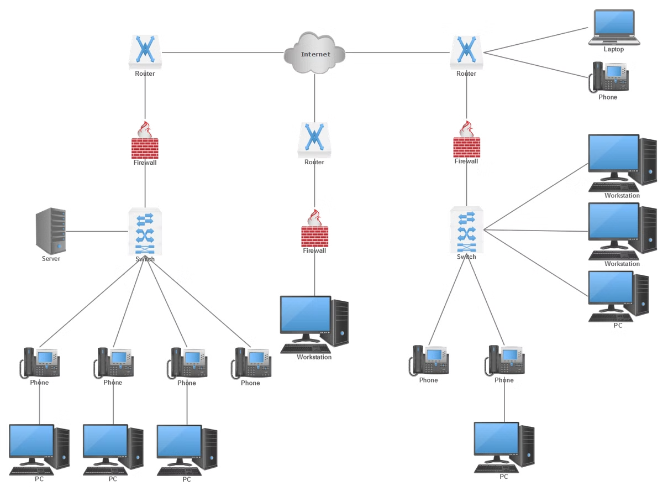 Internet
Router
Router
Laptop
Phone
Router
Firewall
Firewall
Workstation
Firewall
Server
Switch
Switch
Workstation
PC
Workstation
Phone
Phone
Phone
Phone
Phone
Phone
PC
PC
PC
PC